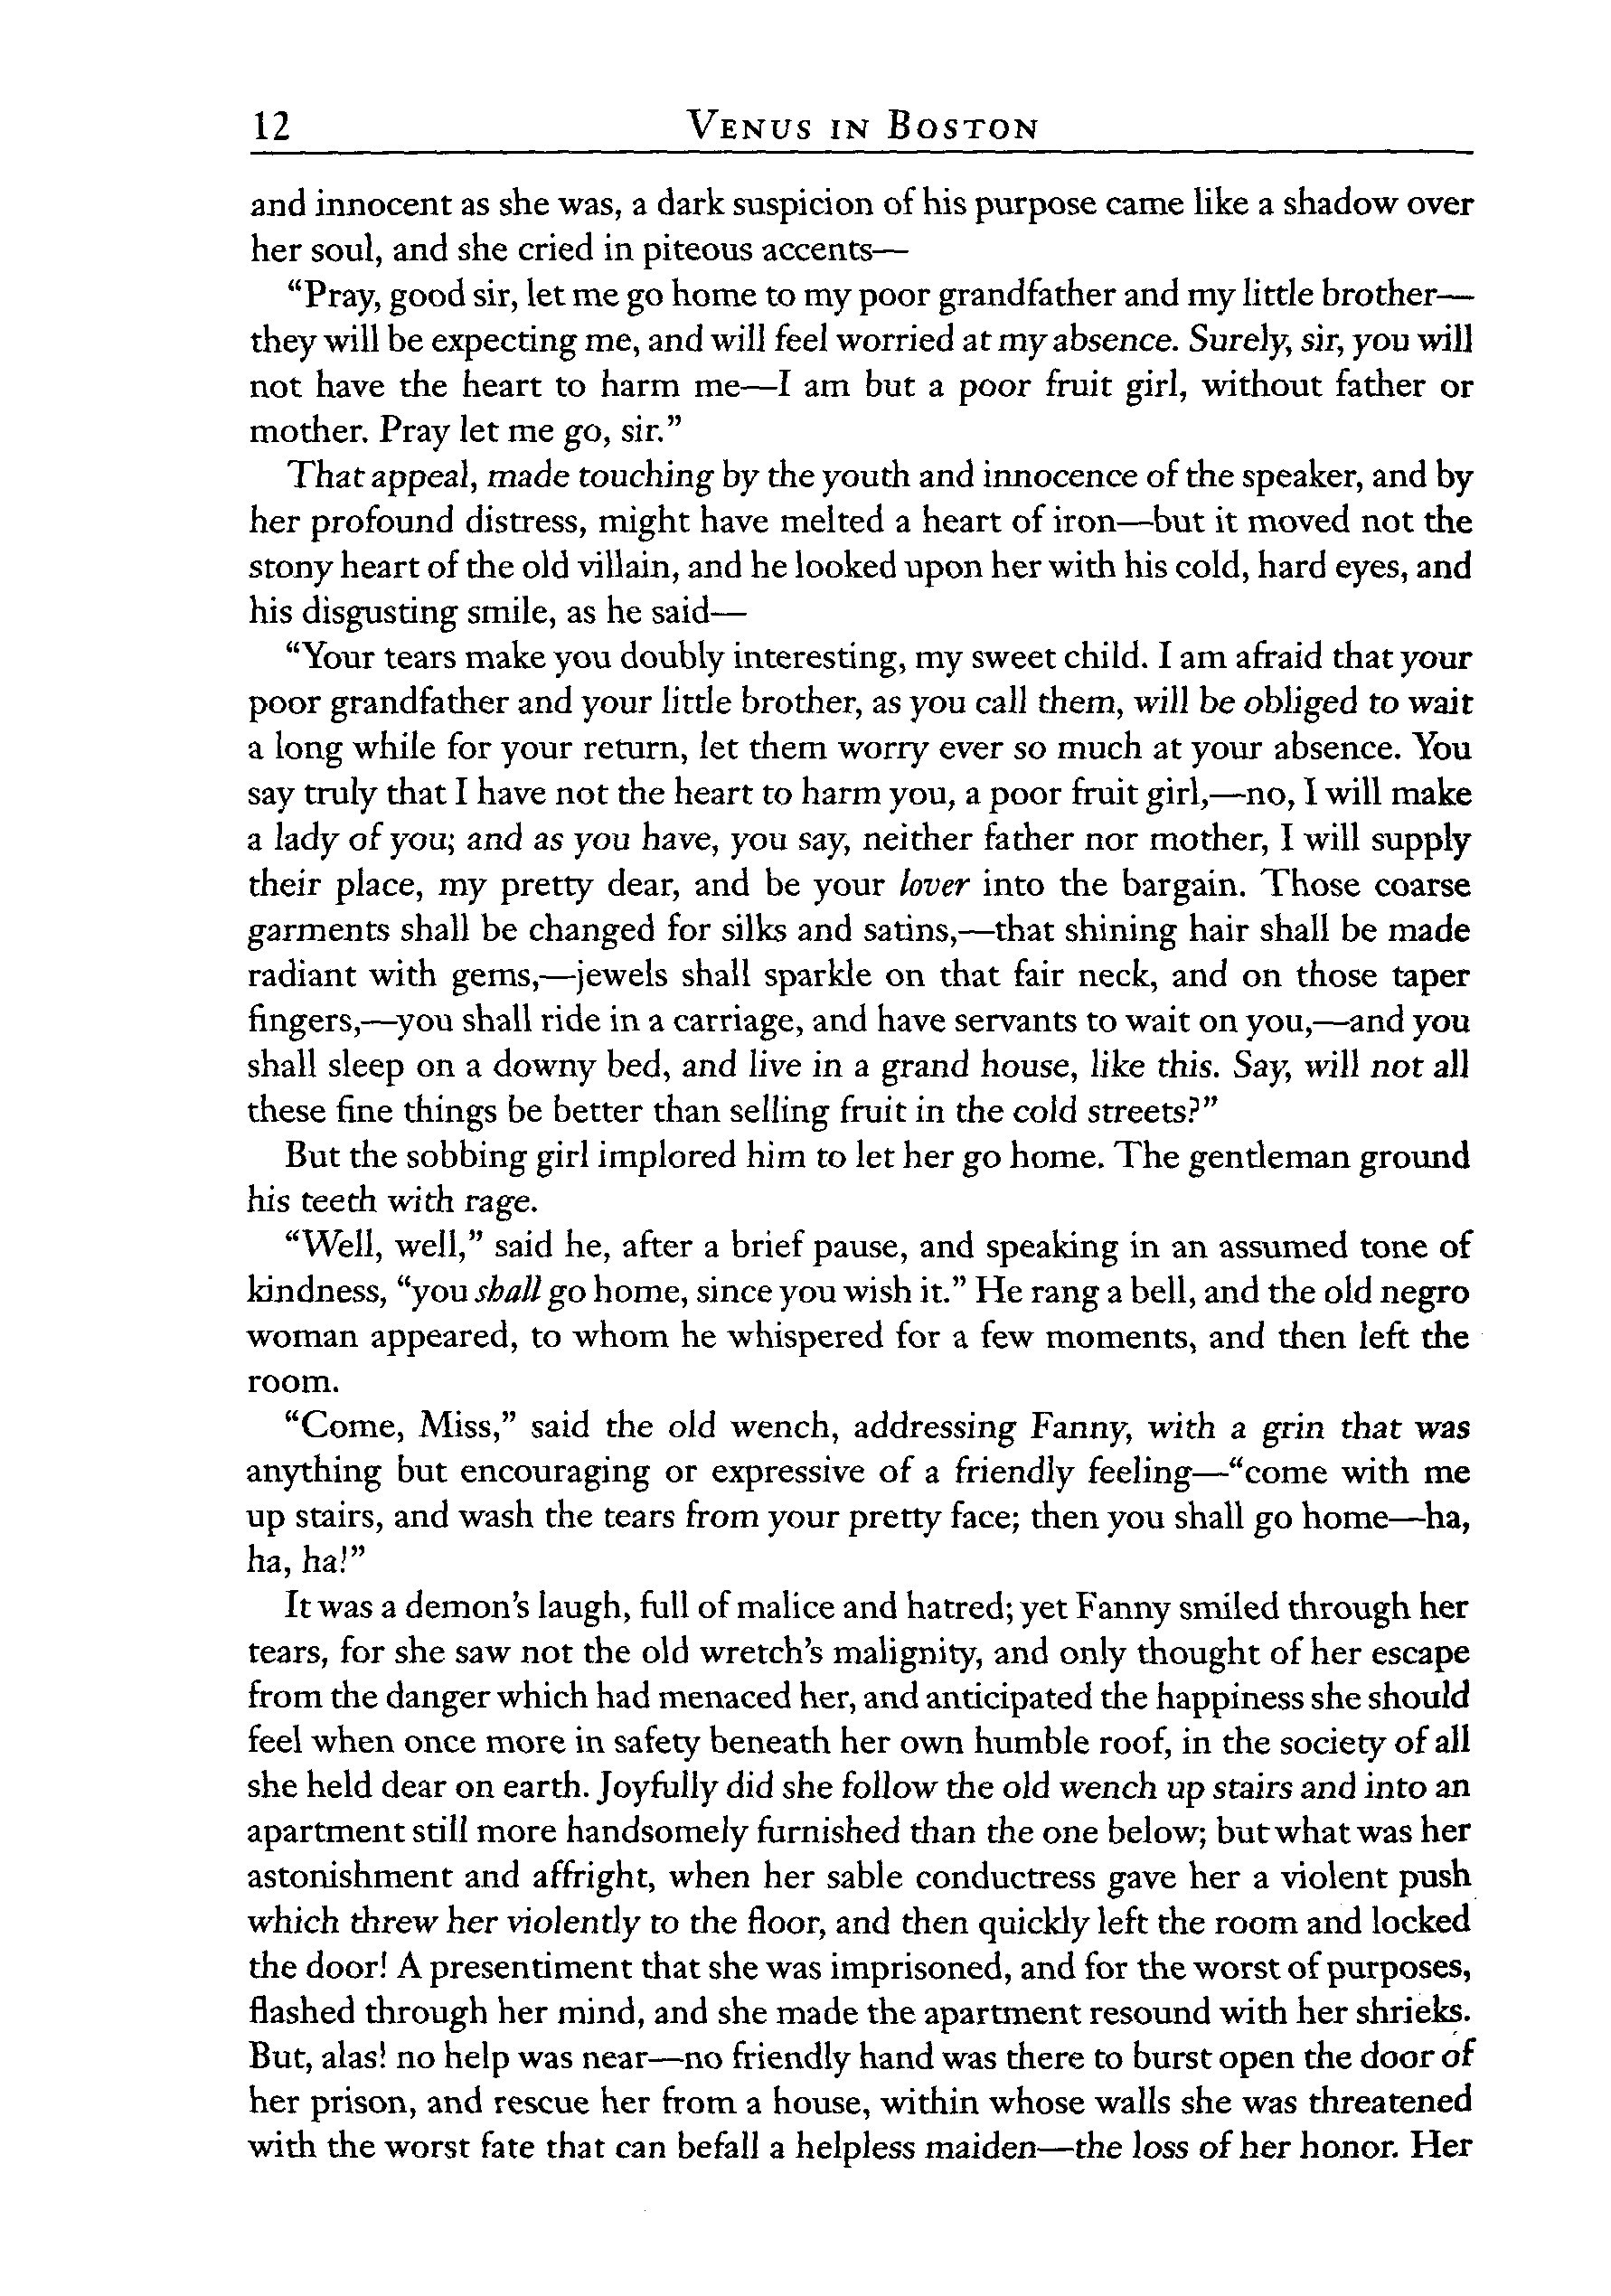 12 VENUS IN BOSTON
and innocent as she was, a dark suspicion of his purpose came like a shadow over
her soul, and she cried in piteous accents—
“Pray, good sir, let me go home to my poor grandfather and my little brother—
they will be expecting me, and will feel worried at my absence. Surely, sir, you will
not have the heart to harm me—I am but a poor fruit girl, without father or
mother. Pray let me go, sir.”
That appeal, made touching by the youth and innocence of the speaker, and by
her profound distress, might have melted a heart of iron—but it moved not the
stony heart of the old villain, and he looked upon her with his cold, hard eyes, and
his disgusting smile, as he said—
“Your tears make you doubly interesting, my sweet child. I am afraid that your
poor grandfather and your little brother, as you call them, will be obliged to wait
a long while for your return, let them worry ever so much at your absence. You
say truly that I have not the heart to harm you, a poor fruit girl,—no, I will make
a lady of you; and as you have, you say, neither father nor mother, I will supply
their place, my pretty dear, and be your lover into the bargain. Those coarse
garments shall be changed for silks and satins,—that shining hair shall be made
radiant with gems,—jewels shall sparkle on that fair neck, and on those taper
fingers,—you shall ride in a carriage, and have servants to wait on you,—and you
shall sleep on a downy bed, and live in a grand house, like this. Say, will not all
these fine things be better than selling fruit in the cold streets?”
But the sobbing girl implored him to let her go home. The gentleman ground
his teeth with rage.
“Well, well,” said he, after a brief pause, and speaking in an assumed tone of
kindness, “you shall go home, since you wish it.” He rang a bell, and the old negro
woman appeared, to whom he whispered for a few moments, and then left the
room.
“Come, Miss,” said the old wench, addressing Fanny, with a grin that was
anything but encouraging or expressive of a friendly feeling—“come with me
up stairs, and wash the tears from your pretty face; then you shall go home—ha,
ha, ha!”
It was a demon’s laugh, full of malice and hatred; yet Fanny smiled through her
tears, for she saw not the old wretch’s malignity, and only thought of her escape
from the danger which had menaced her, and anticipated the happiness she should
feel when once more in safety beneath her own humble roof, in the society of all
she held dear on earth. Joyfully did she follow the old wench up stairs and into an
apartment still more handsomely furnished than the one below; but what was her
astonishment and affright, when her sable conductress gave her a violent push
which threw her violently to the floor, and then quickly left the room and locked
the door! A presentiment that she was imprisoned, and for the worst of purposes,
flashed through her mind, and she made the apartment resound with her shrieks.
But, alas! no help was near—no friendly hand was there to burst open the door of
her prison, and rescue her from a house, within whose walls she was threatened
with the worst fate that can befall a helpless maiden—the loss of her honor. Her